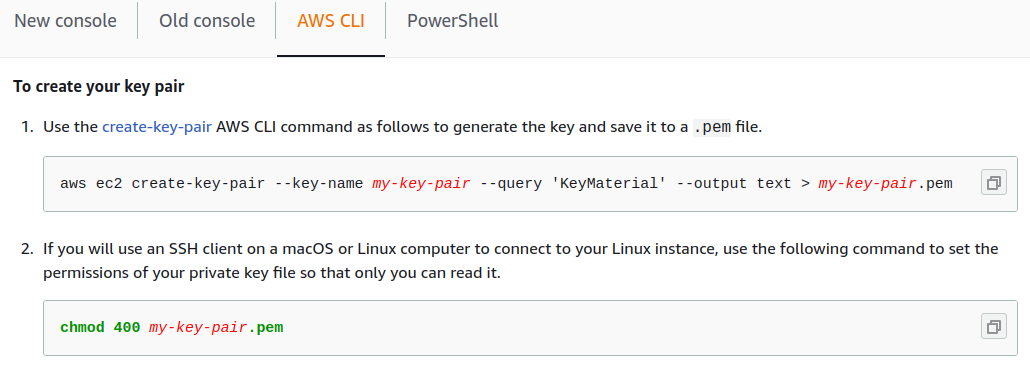 New console Old console AWS CLI PowerShell
To create your key pair
1. Use the create-key-pair AWS CLI command as follows to generate the key and save it to a .pem file.
aws ec2 create-key-pair --key-name my-key-pair --query 'KeyMaterial' --output text > my-key-pair.pem
2. If you will use an SSH client on a macOS or Linux computer to connect to your Linux instance, use the following command to set the
permissions of your private key file so that only you can read it.
chmod 400 my-key-pair.pem